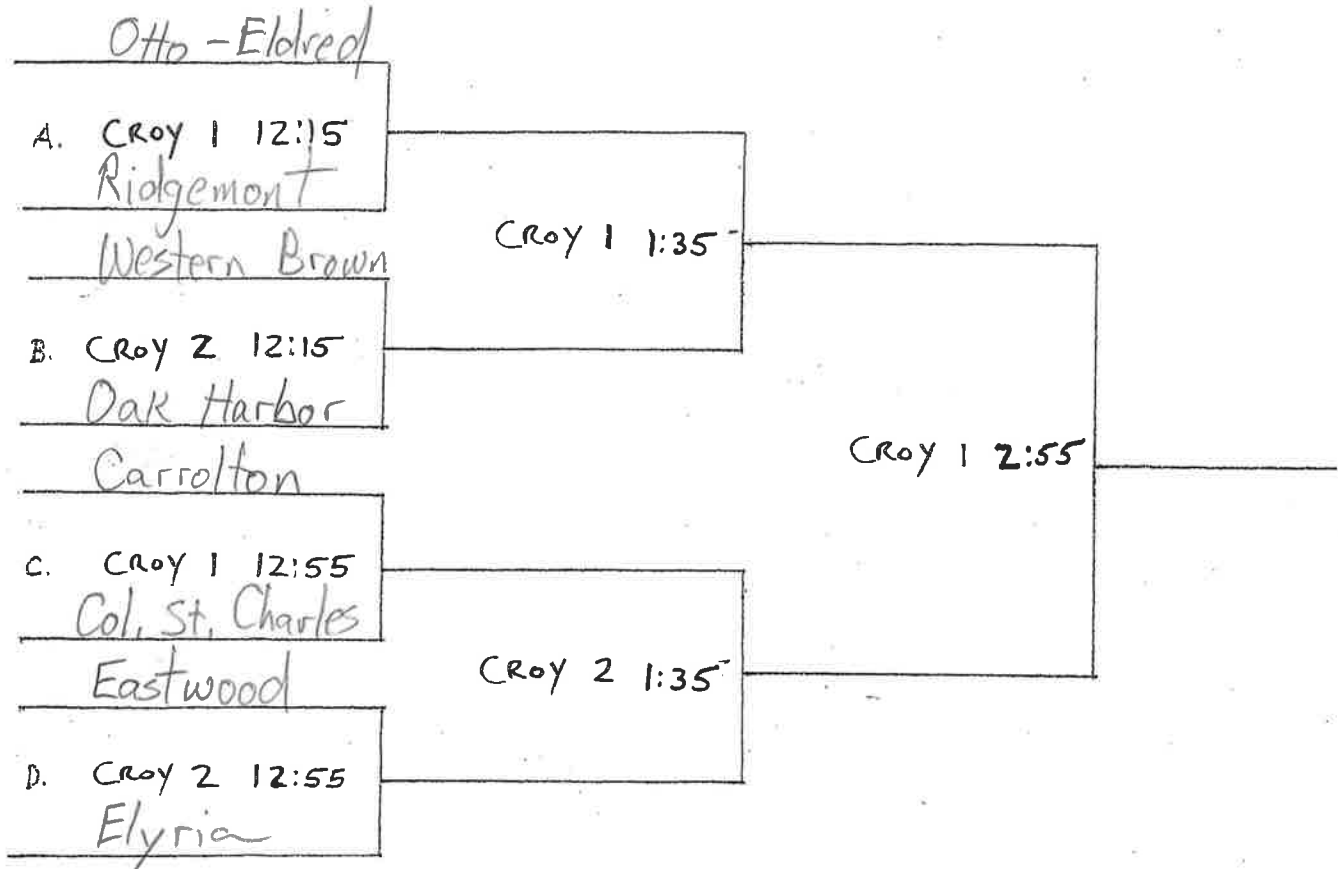 Otto-Eldred
A. CROY 1 12:15
Ridgemont
CROY 1 1:35
Western Brown
B. CROY 2 12:15
Oak Harbor
CROY 1 2:55
Carrolton
C. CROY 1 12:55
Col. St. Charles
CROY 2 1:35
Eastwood
D. CROY 2 12:55
Elyria